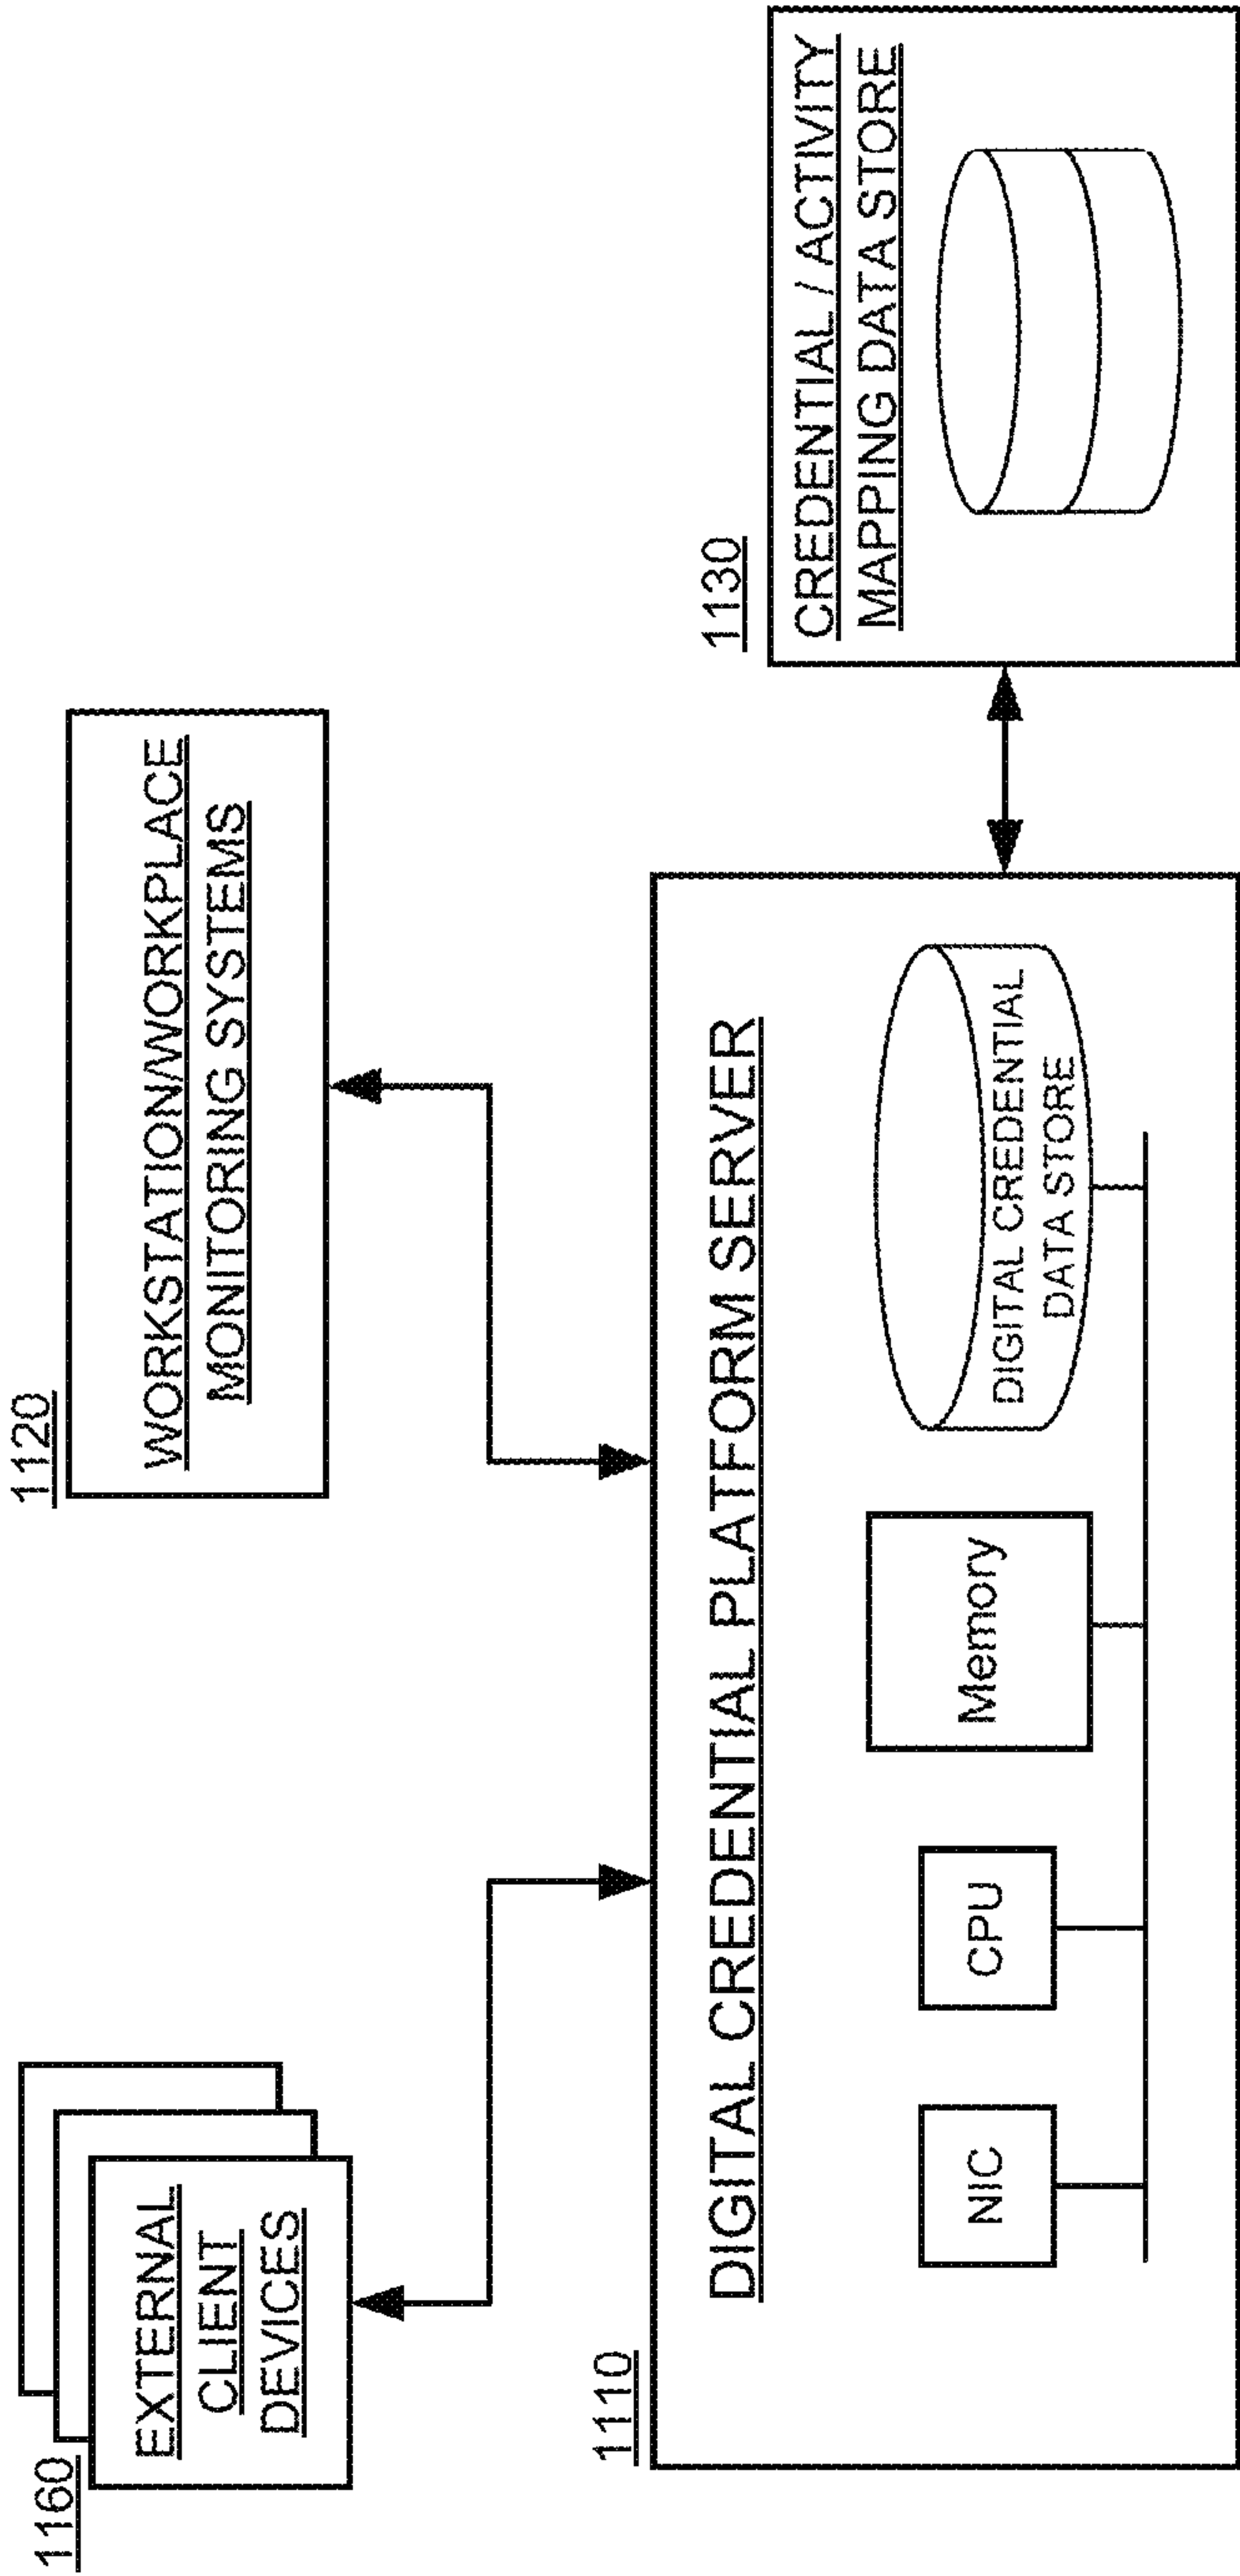 1160
EXTERNAL
CLIENT
DEVICES
1120
WORKSTATION/WORKPLACE
MONITORING SYSTEMS
1110
DIGITAL CREDENTIAL PLATFORM SERVER
NIC
CPU
Memory
DIGITAL CREDENTIAL
DATA STORE
1130
CREDENTIAL / ACTIVITY
MAPPING DATA STORE